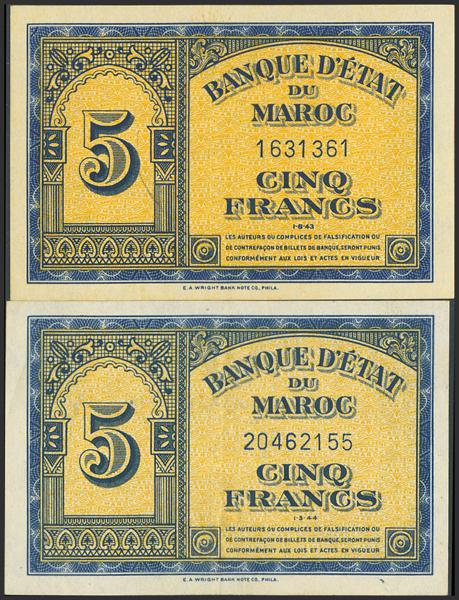 5
BANQUE D'ÉTAT
DU
MAROC
1631361
CINQ
FRANCS
1-8-43
LES AUTEURS OU COMPLICES DE FALSIFICATION OU
DE CONTREFAÇON DE BILLETS DE BANQUE, SERONT PUNIS
CONFORMÉMENT AUX LOIS ET ACTES EN VIGUEUR
E.A. WRIGHT BANK NOTE CO., PHILA.
5
BANQUE D'ÉTAT
DU
MAROC
20462155
CINQ
FRANCS
1-3-44
LES AUTEURS OU COMPLICES DE FALSIFICATION OU
DE CONTREFAÇON DE BILLETS DE BANQUE, SERONT PUNIS
CONFORMÉMENT AUX LOIS ET ACTES EN VIGUEUR
E.A. WRIGHT BANK NOTE CO., PHILA.